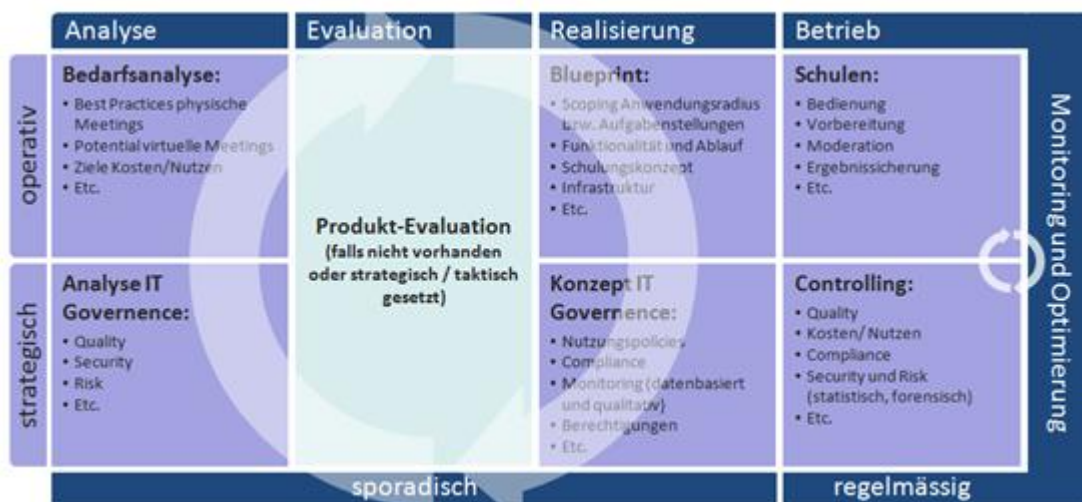 Analyse
Evaluation
Realisierung
Betrieb
operativ
Bedarfsanalyse:
• Best Practices physische
Meetings
• Potential virtuelle Meetings
• Ziele Kosten/Nutzen
• Etc.
Produkt-Evaluation
(falls nicht vorhanden
oder strategisch / taktisch
gesetzt)
Blueprint:
• Scoping Anwendungsradius
bzw. Aufgabenstellungen
• Funktionalität und Ablauf
• Schulungskonzept
• Infrastruktur
• Etc.
Schulen:
• Bedienung
• Vorbereitung
• Moderation
• Ergebnissicherung
• Etc.
strategisch
Analyse IT
Governence:
• Quality
• Security
• Risk
• Etc.
Konzept IT
Governence:
• Nutzungspolicies
• Compliance
• Monitoring (datenbasiert
und qualitativ)
• Berechtigungen
• Etc.
Controlling:
• Quality
• Kosten/ Nutzen
• Compliance
• Security und Risk
(statistisch, forensisch)
• Etc.
Monitoring und Optimierung
sporadisch
regelmässig